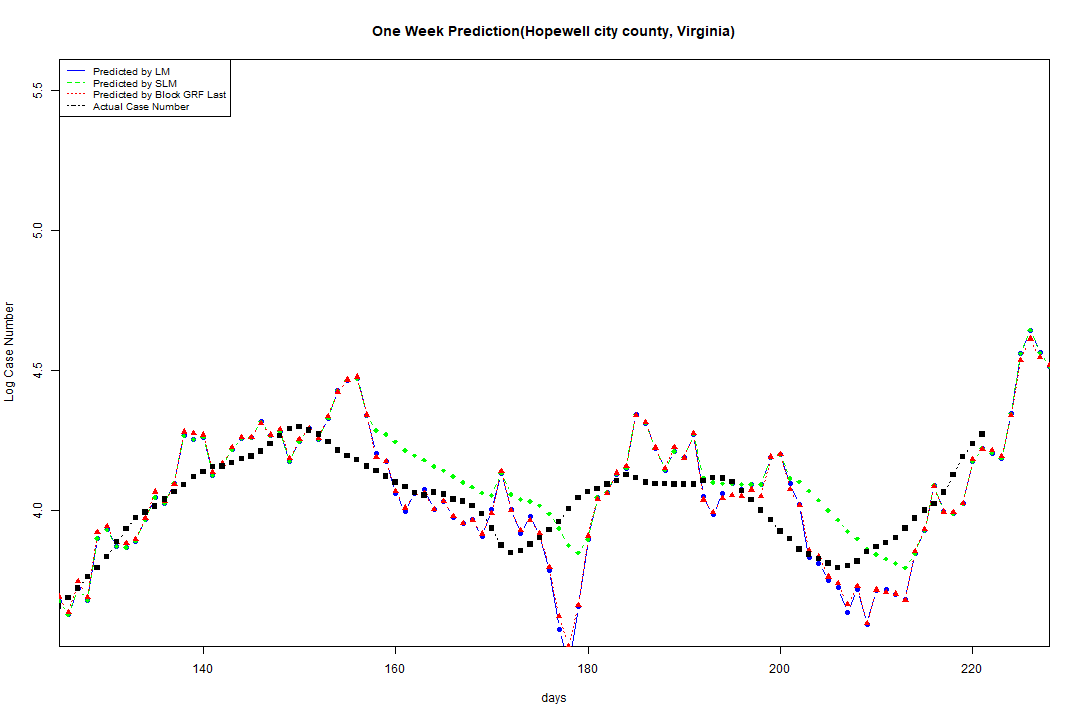 One Week Prediction(Hopewell city county, Virginia)
Predicted by LM
Predicted by SLM
Predicted by Block GRF Last
Actual Case Number
5.5
5.0
4.5
4.0
Log Case Number
140 160 180 200 220
days